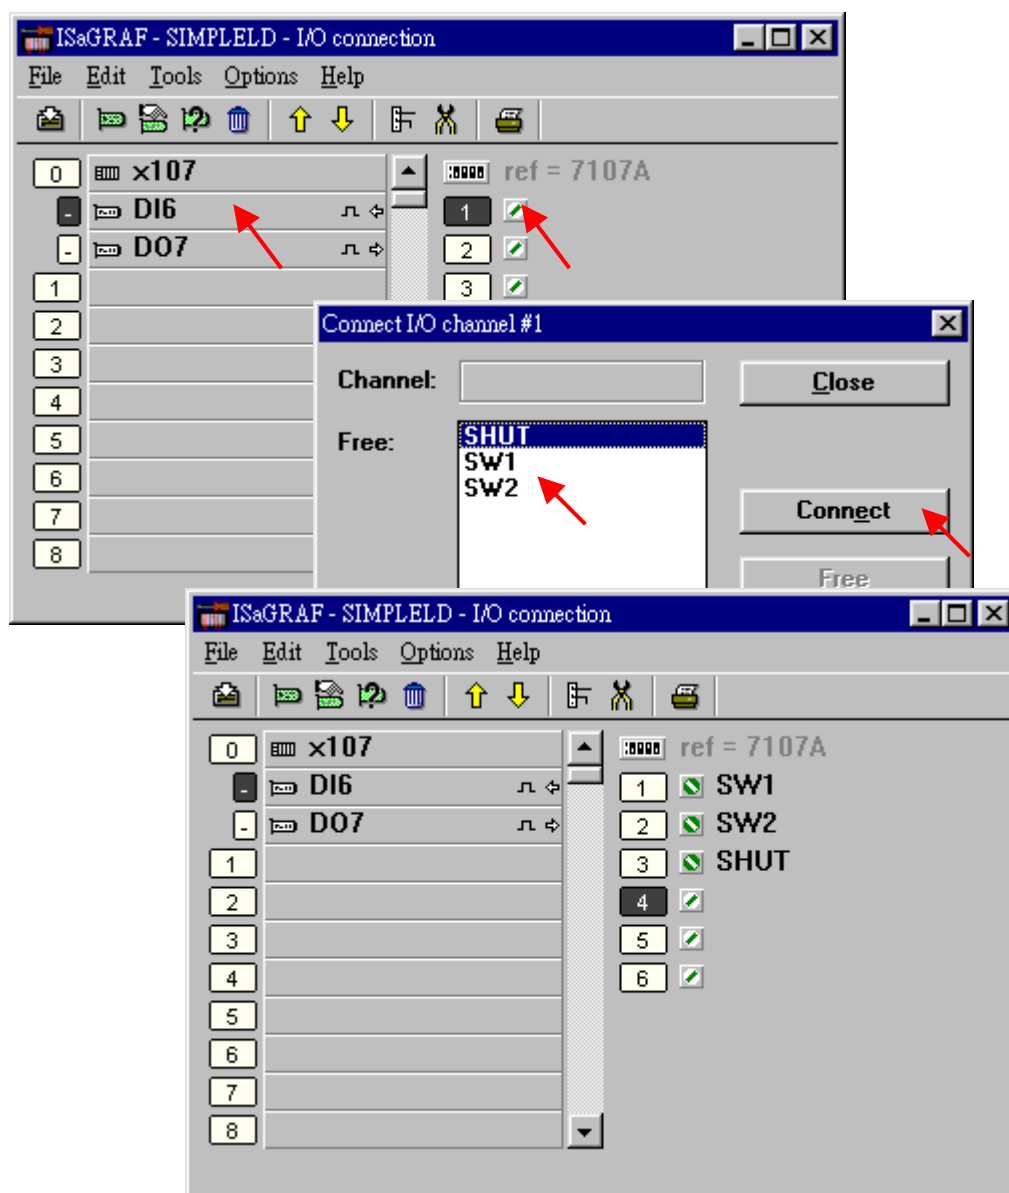 ISaGRAF - SIMPLELD - I/O connection
File Edit Tools Options Help
0 x107 ref = 7107A
- DI6 1
- DO7 2
1 3
2
3
4
5
6
7
8
Connect I/O channel #1
Channel: Close
Free: SHUT
SW1
SW2
Connect
Free
ISaGRAF - SIMPLELD - I/O connection
File Edit Tools Options Help
0 x107 ref = 7107A
- DI6 1 SW1
- DO7 2 SW2
1 3 SHUT
2 4
3 5
4 6
5
6
7
8